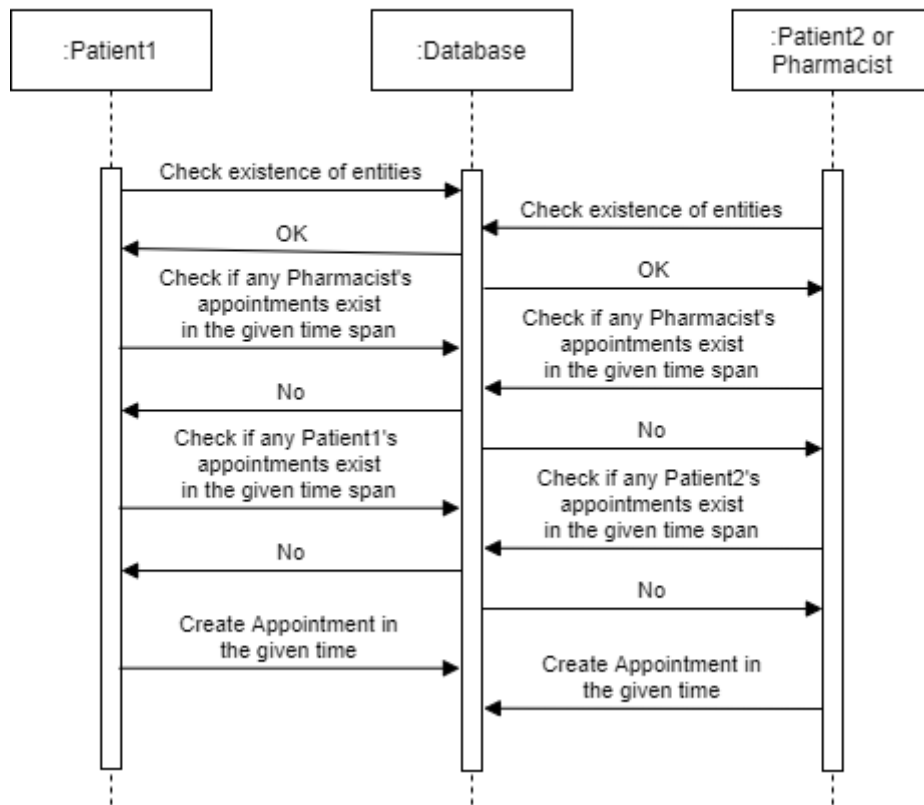 :Patient1
:Database
:Patient2 or
Pharmacist
Check existence of entities
Check existence of entities
OK
OK
Check if any Pharmacist's
appointments exist
in the given time span
Check if any Pharmacist's
appointments exist
in the given time span
No
No
Check if any Patient1's
appointments exist
in the given time span
Check if any Patient2's
appointments exist
in the given time span
No
No
Create Appointment in
the given time
Create Appointment in
the given time